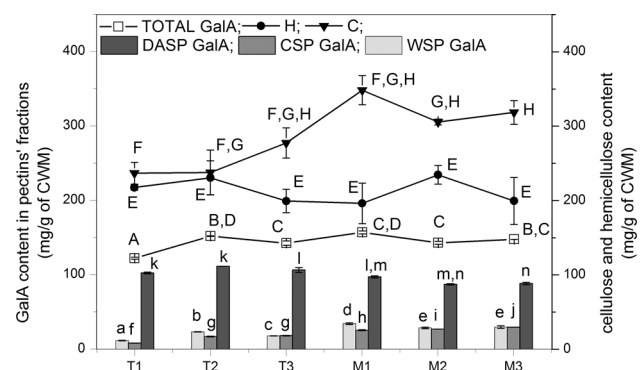 TOTAL GalA; H; C;
DASP GalA; CSP GalA; WSP GalA
GalA content in pectins' fractions
(mg/g of CWM)
400
300
200
100
0
400
300
200
100
0
cellulose and hemicellulose content
(mg/g of CWM)
F F,G F,G,H F,G,H G,H H
E E E E E E
A B,D C C,D C B,C
a f k b g k c g l d h l,m e i m,n e j n
T1 T2 T3 M1 M2 M3